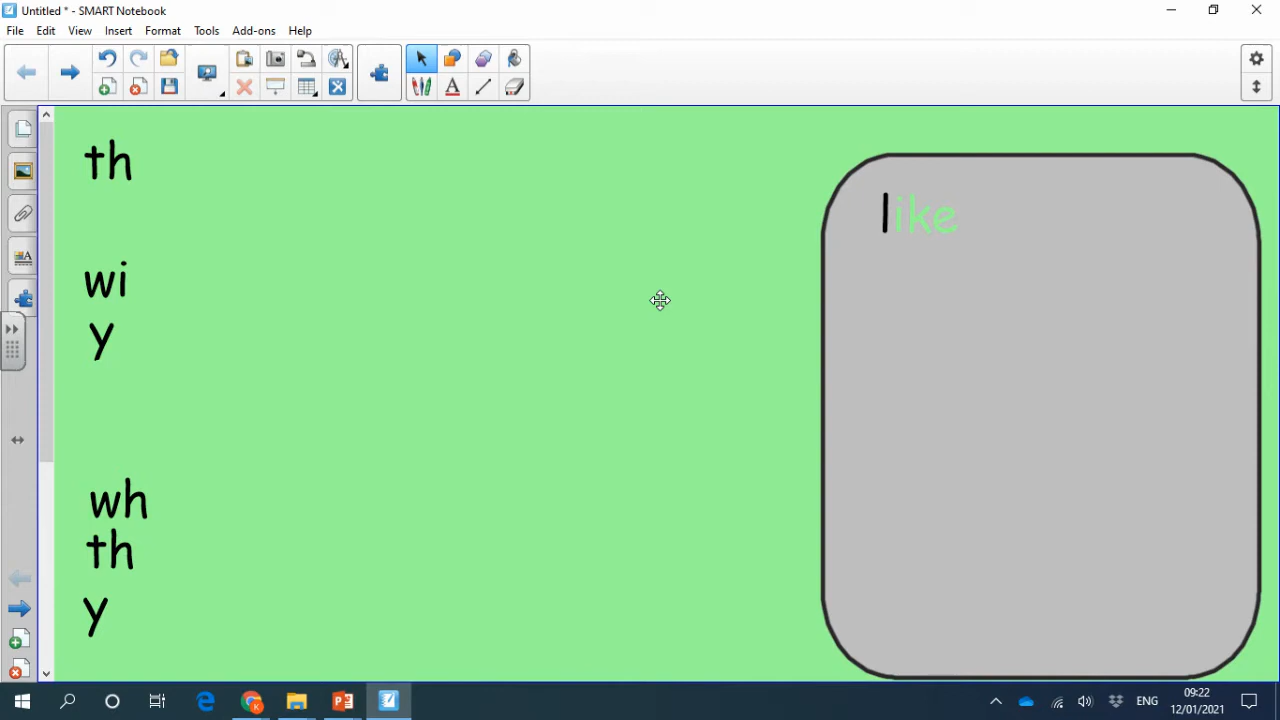 Untitled * - SMART Notebook
File Edit View Insert Format Tools Add-ons Help
th
like
wi
y
wh
th
y
ENG
09:22
12/01/2021